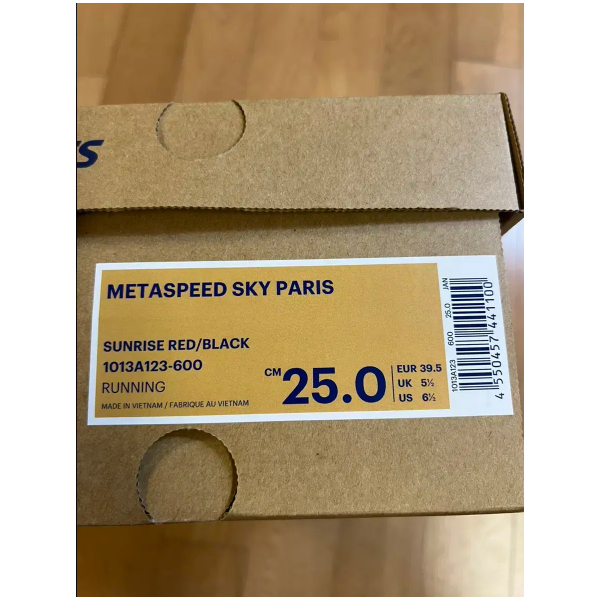 METASPEED SKY PARIS
SUNRISE RED/BLACK
1013A123-600
RUNNING
MADE IN VIETNAM / FABRIQUE AU VIETNAM
CM 25.0
EUR 39.5
UK 5½
US 6½
1013A123 600 25.0 JAN
4 550457 441100